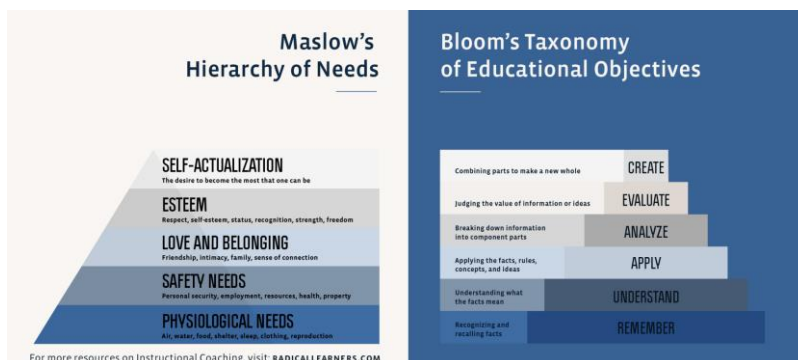 Maslow's
Hierarchy of Needs
SELF-ACTUALIZATION
The desire to become the most that one can be
ESTEEM
Respect, self-esteem, status, recognition, strength, freedom
LOVE AND BELONGING
Friendship, intimacy, family, sense of connection
SAFETY NEEDS
Personal security, employment, resources, health, property
PHYSIOLOGICAL NEEDS
Air, water, food, shelter, sleep, clothing, reproduction
For more resources on Instructional Coaching, visit: RADICALLEARNERS.COM
Bloom's Taxonomy
of Educational Objectives
Combining parts to make a new whole
CREATE
Judging the value of information or ideas
EVALUATE
Breaking down information
into component parts
ANALYZE
Applying the facts, rules,
concepts, and ideas
APPLY
Understanding what
the facts mean
UNDERSTAND
Recognizing and
recalling facts
REMEMBER